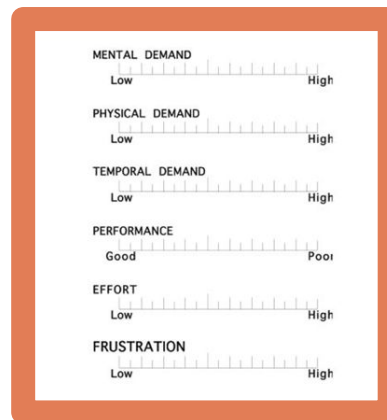 MENTAL DEMAND
Low High
PHYSICAL DEMAND
Low High
TEMPORAL DEMAND
Low High
PERFORMANCE
Good Poor
EFFORT
Low High
FRUSTRATION
Low High